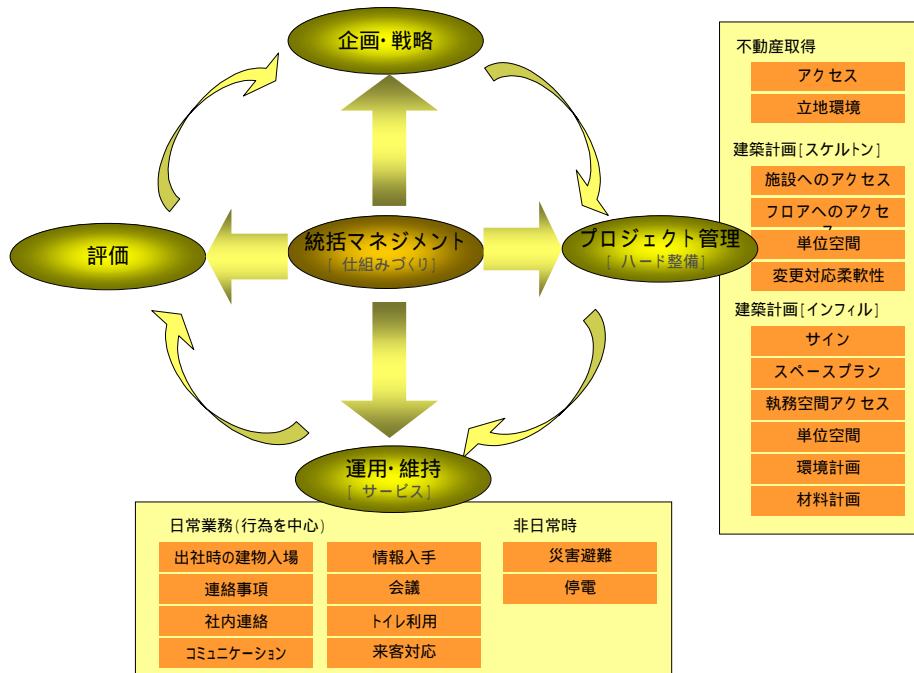 企画・戦略
評価
統括マネジメント
[ 仕組みづくり]
プロジェクト管理
[ ハード整備]
運用・維持
[ サービス]
不動産取得
アクセス
立地環境
建築計画[スケルトン]
施設へのアクセス
フロアへのアクセ
ス
単位空間
変更対応柔軟性
建築計画[インフィル]
サイン
スペースプラン
執務空間アクセス
単位空間
環境計画
材料計画
日常業務(行為を中心)
出社時の建物入場
連絡事項
社内連絡
コミュニケーション
情報入手
会議
トイレ利用
来客対応
非日常時
災害避難
停電